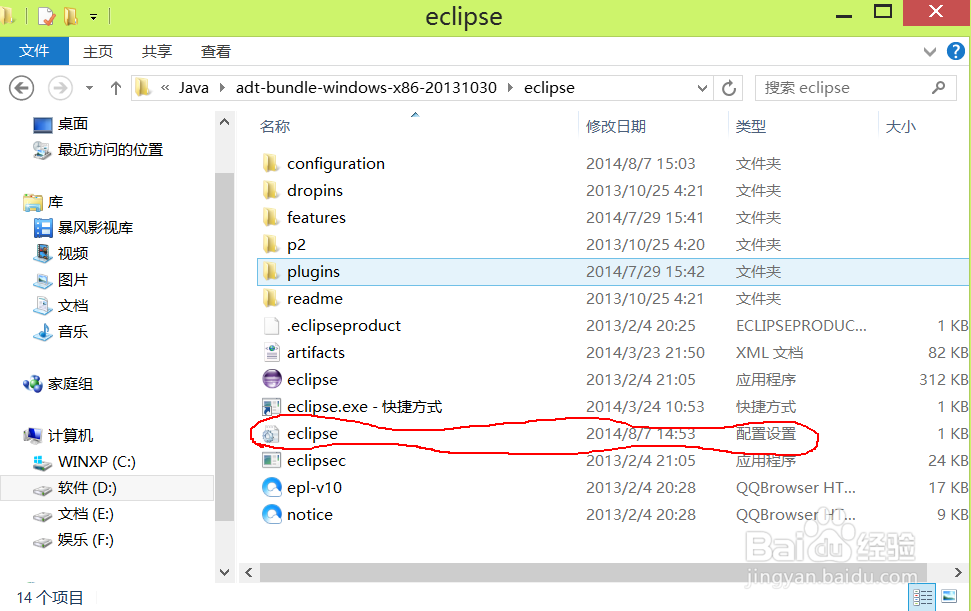 eclipse
文件 主页 共享 查看
« Java adt-bundle-windows-x86-20131030 eclipse 搜索 eclipse
桌面
最近访问的位置
库
暴风影视库
视频
图片
文档
音乐
家庭组
计算机
WINXP (C:)
软件 (D:)
文档 (E:)
娱乐 (F:)
名称 修改日期 类型 大小
configuration 2014/8/7 15:03 文件夹
dropins 2013/10/25 4:21 文件夹
features 2014/7/29 15:41 文件夹
p2 2013/10/25 4:20 文件夹
plugins 2014/7/29 15:42 文件夹
readme 2013/10/25 4:21 文件夹
.eclipseproduct 2013/2/4 20:25 ECLIPSEPRODUC... 1 KB
artifacts 2014/3/23 21:50 XML 文档 82 KB
eclipse 2013/2/4 21:05 应用程序 312 KB
eclipse.exe - 快捷方式 2014/3/24 10:53 快捷方式 1 KB
eclipse 2014/8/7 14:53 配置设置 1 KB
eclipsec 2013/2/4 21:05 应用程序 24 KB
epl-v10 2013/2/4 20:28 QQBrowser HT... 17 KB
notice 2013/2/4 20:28 QQBrowser HT... 9 KB
Baidu 经验
jingyan.baidu.com
14 个项目